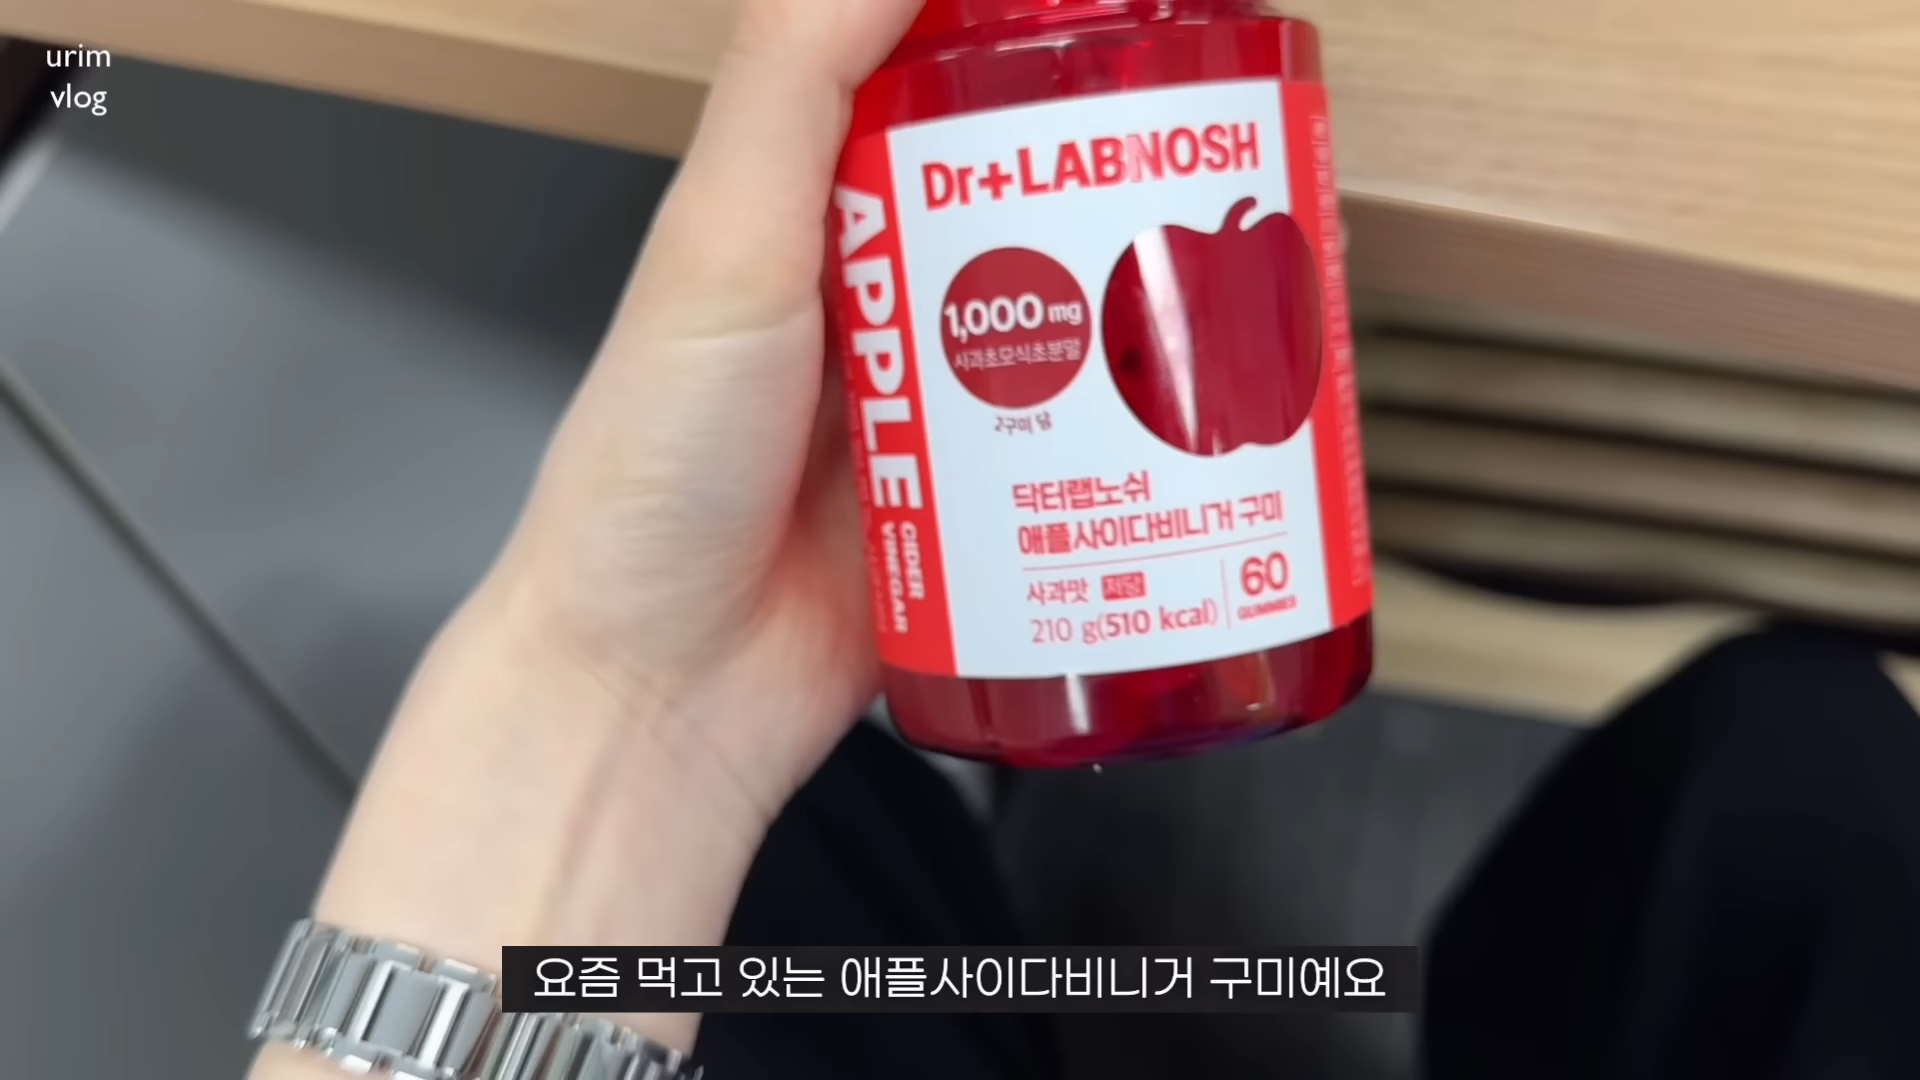 urim
vlog
Dr+LABNOSH
APPLE
CIDER
VINEGAR
1,000 mg
사과초모식초분말
2구미 당
닥터랩노쉬
애플사이다비니거 구미
사과맛 저당
210 g(510 kcal)
60
GUMMIES
요즘 먹고 있는 애플사이다비니거 구미예요